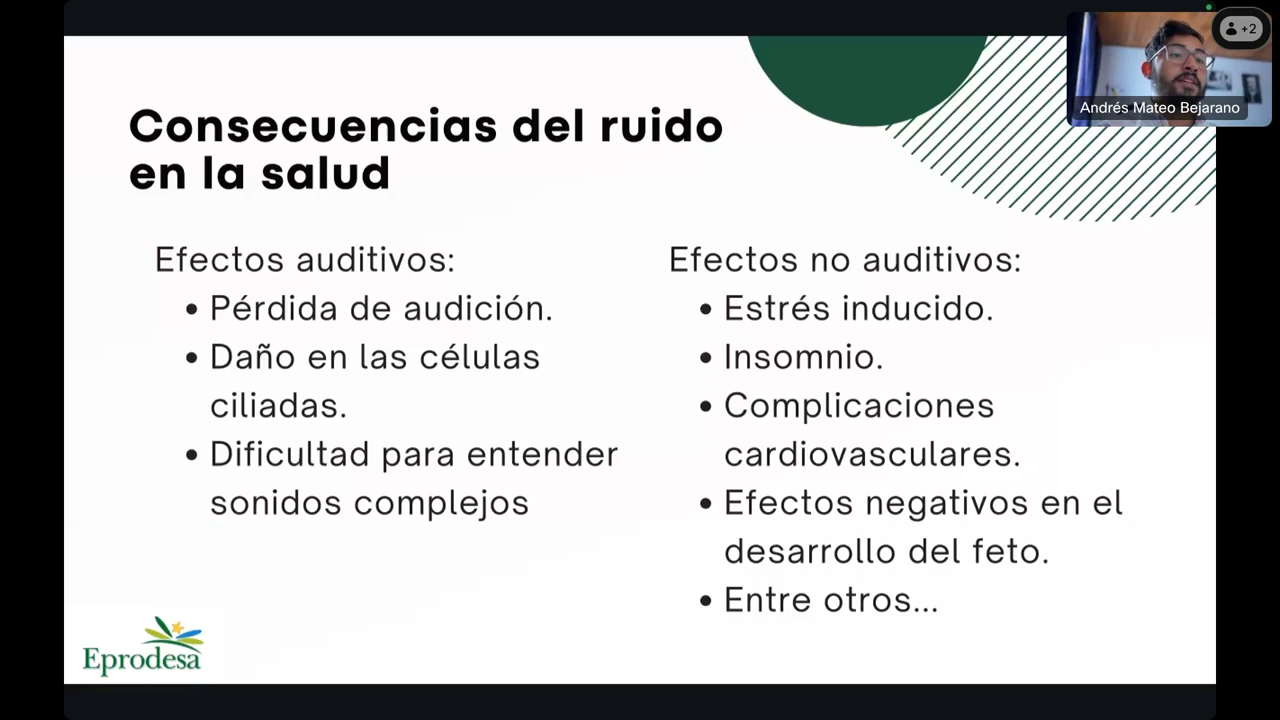 +2
Andrés Mateo Bejarano
Consecuencias del ruido
en la salud
Efectos auditivos:
• Pérdida de audición.
• Daño en las células
ciliadas.
• Dificultad para entender
sonidos complejos
Efectos no auditivos:
• Estrés inducido.
• Insomnio.
• Complicaciones
cardiovasculares.
• Efectos negativos en el
desarrollo del feto.
• Entre otros...
Eprodesa